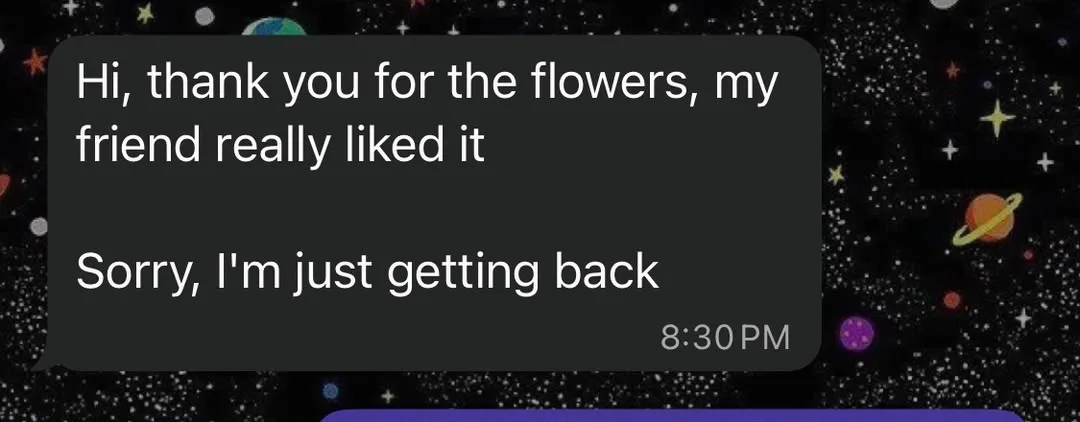 Hi, thank you for the flowers, my
friend really liked it
Sorry, I'm just getting back
8:30 PM